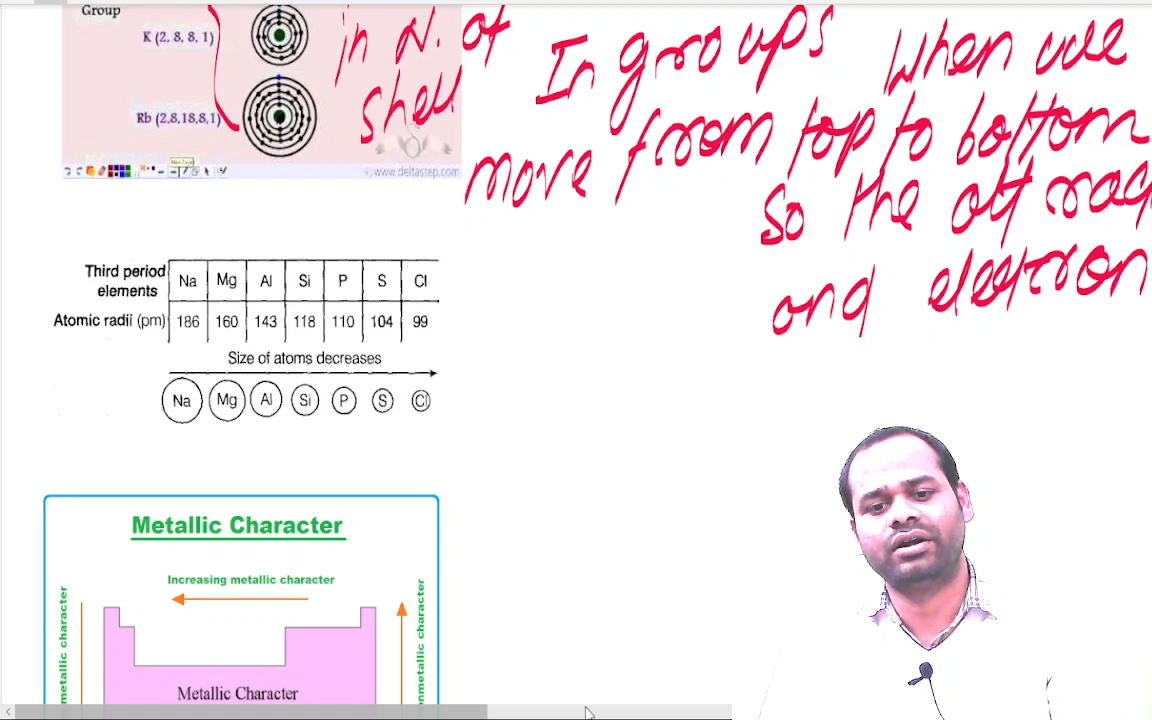 Group
K (2, 8, 8, 1)
Rb (2,8,18,8,1)
in N. of
shell
www.deltastep.com
In groups When we
move from top to bottom
So the att
and electron
Third period elements Na Mg Al Si P S Cl
Atomic radii (pm) 186 160 143 118 110 104 99
Size of atoms decreases
Na Mg Al Si P S Cl
Metallic Character
Increasing metallic character
metallic character
onmetallic character
Metallic Character